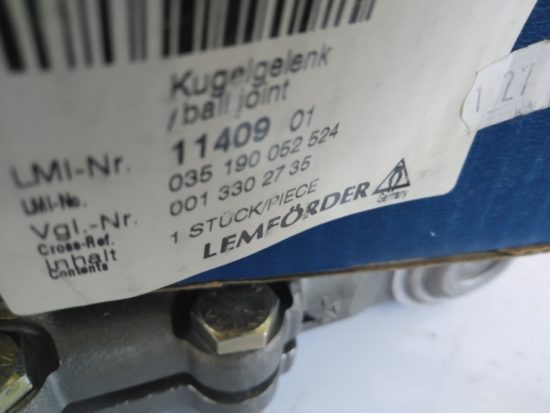 Kugelgelenk
/ball joint
LMI-Nr. 11409 01
LMI-No. 035 190 052 524
Vgl.-Nr. 001 330 27 35
Cross-Ref.
Inhalt 1 STÜCK/PIECE
Contents
LEMFÖRDER
Germany
1,27